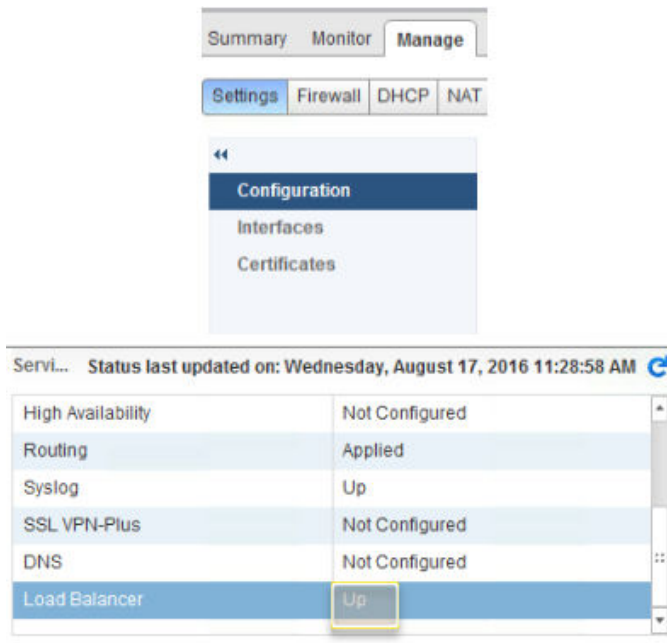 Summary Monitor Manage
Settings Firewall DHCP NAT
Configuration
Interfaces
Certificates
Servi... Status last updated on: Wednesday, August 17, 2016 11:28:58 AM
High Availability Not Configured
Routing Applied
Syslog Up
SSL VPN-Plus Not Configured
DNS Not Configured
Load Balancer Up